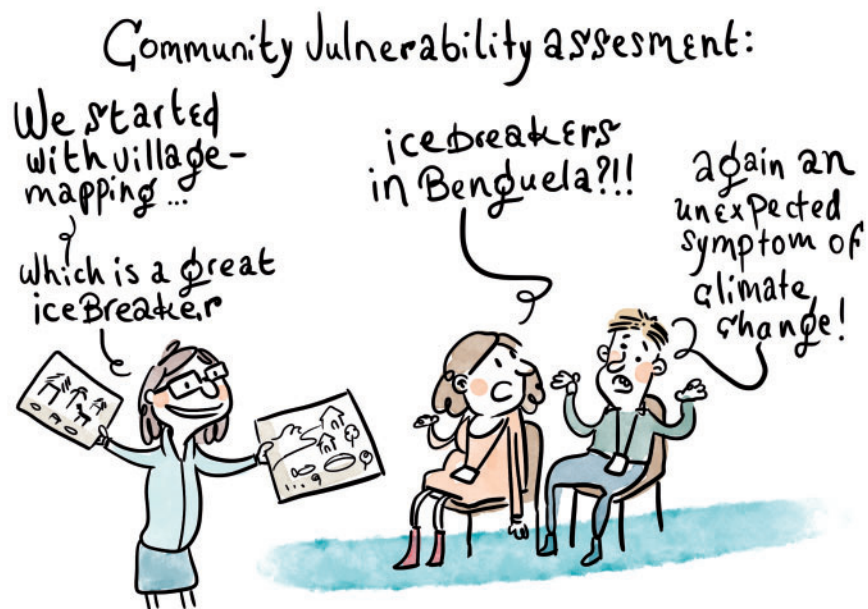 Community Vulnerability assesment:
We started
with village-
mapping ...
which is a great
iceBreaker
iceBreakers
in Benguela?!!!
again an
unexpected
symptom of
climate
change!